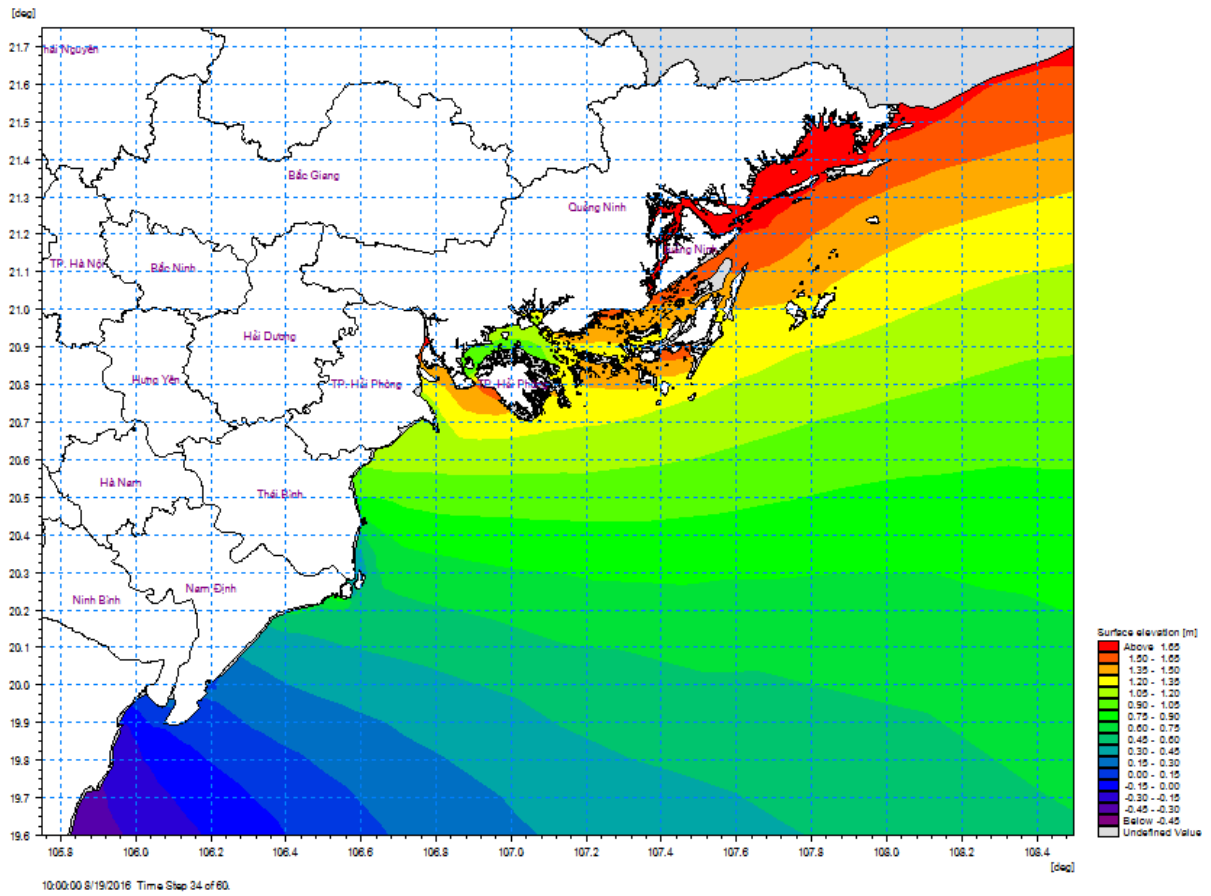 [deg]
21.7
21.6
21.5
21.4
21.3
21.2
21.1
21.0
20.9
20.8
20.7
20.6
20.5
20.4
20.3
20.2
20.1
20.0
19.9
19.8
19.7
19.6
hái Nguyên
Bắc Giang
Quảng Ninh
uảng Ninh
TP. Hà Nội
Bắc Ninh
Hải Dương
Hưng Yên
TP. Hải Phòng
TP. Hải Phòng
Hà Nam
Thái Bình
Nam Định
Ninh Bình
105.8 106.0 106.2 106.4 106.6 106.8 107.0 107.2 107.4 107.6 107.8 108.0 108.2 108.4
[deg]
Surface elevation [m]
Above 1.65
1.50 - 1.65
1.35 - 1.50
1.20 - 1.35
1.05 - 1.20
0.90 - 1.05
0.75 - 0.90
0.60 - 0.75
0.45 - 0.60
0.30 - 0.45
0.15 - 0.30
0.00 - 0.15
-0.15 - 0.00
-0.30 - -0.15
-0.45 - -0.30
Below -0.45
Undefined Value
10:00:00 8/19/2016 Time Step 34 of 60.